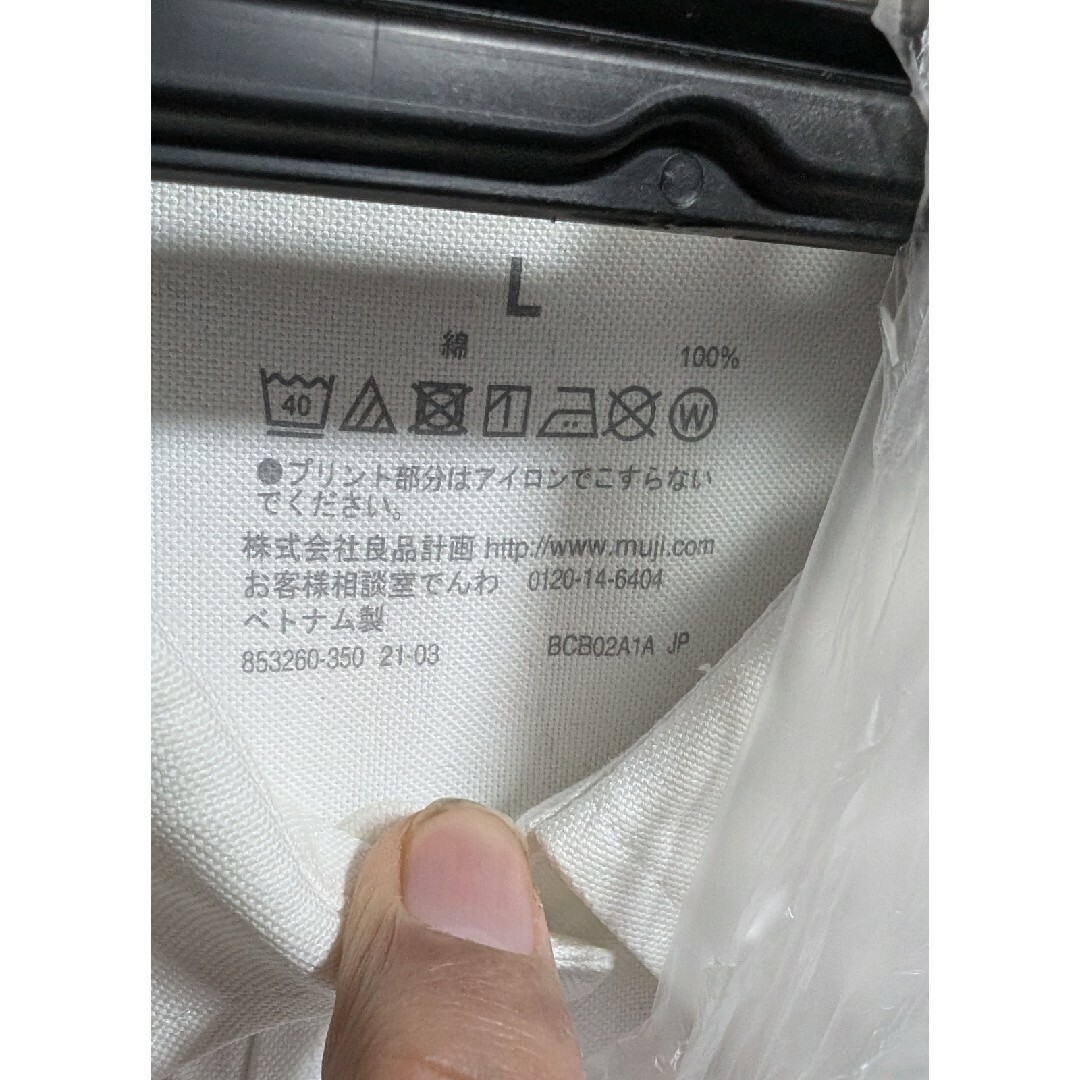 L
綿 100%
40 W
●プリント部分はアイロンでこすらない
でください。
株式会社良品計画 http://www.muji.com
お客様相談室でんわ 0120-14-6404
ベトナム製
853260-350 21-03 BCB02A1A JP